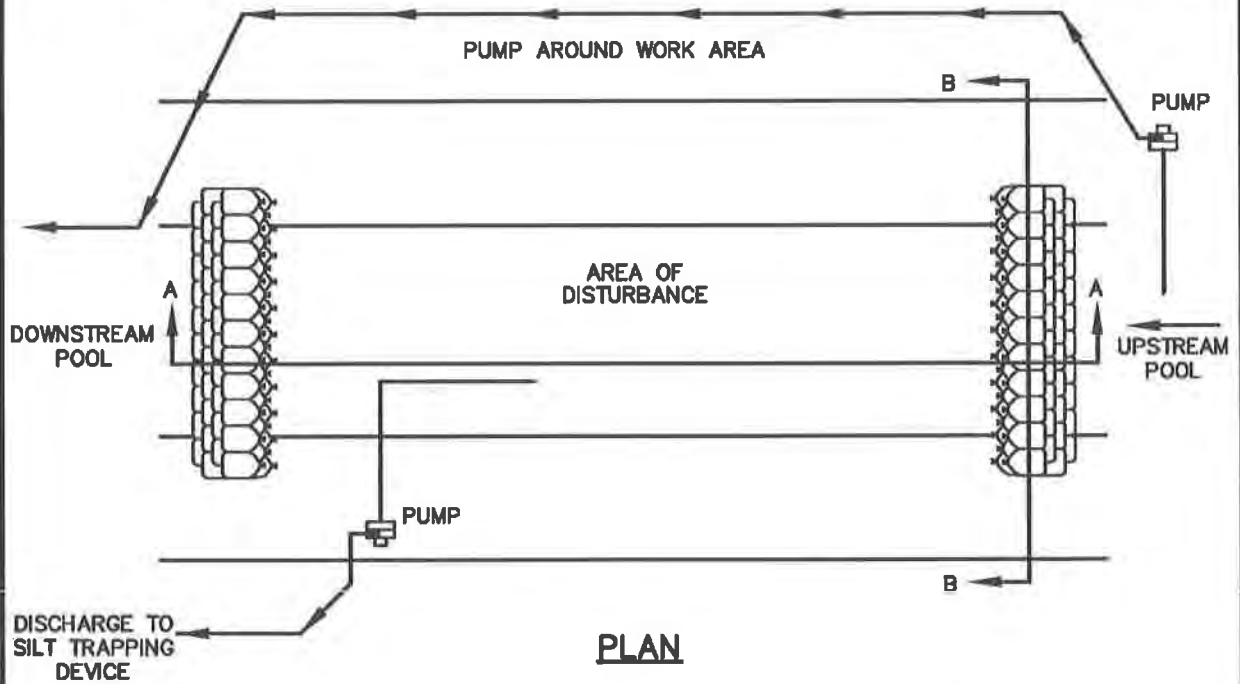 PUMP AROUND WORK AREA
B
PUMP
AREA OF
DISTURBANCE
A
A
DOWNSTREAM
POOL
UPSTREAM
POOL
PUMP
B
DISCHARGE TO
SILT TRAPPING
DEVICE
PLAN